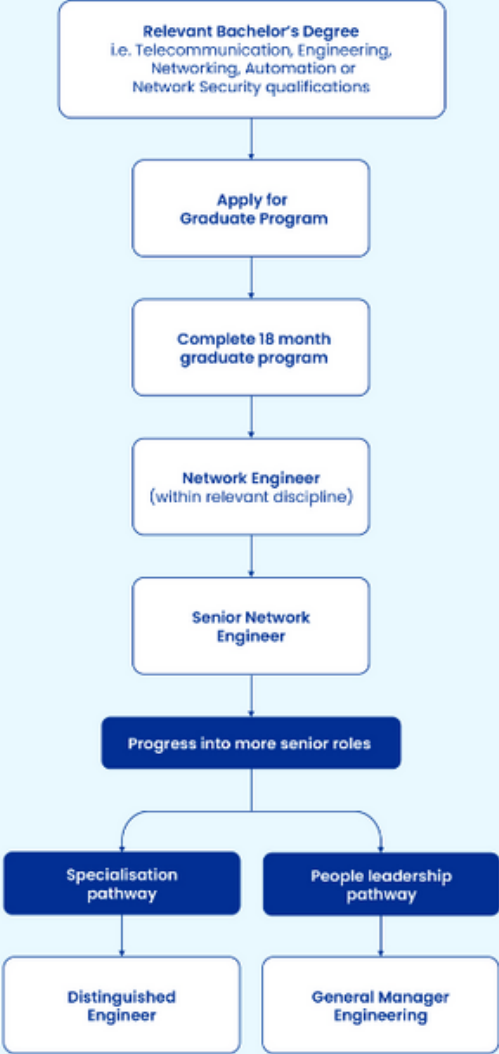 Relevant Bachelor's Degree
i.e. Telecommunication, Engineering,
Networking, Automation or
Network Security qualifications
Apply for
Graduate Program
Complete 18 month
graduate program
Network Engineer
(within relevant discipline)
Senior Network
Engineer
Progress into more senior roles
Specialisation
pathway
People leadership
pathway
Distinguished
Engineer
General Manager
Engineering